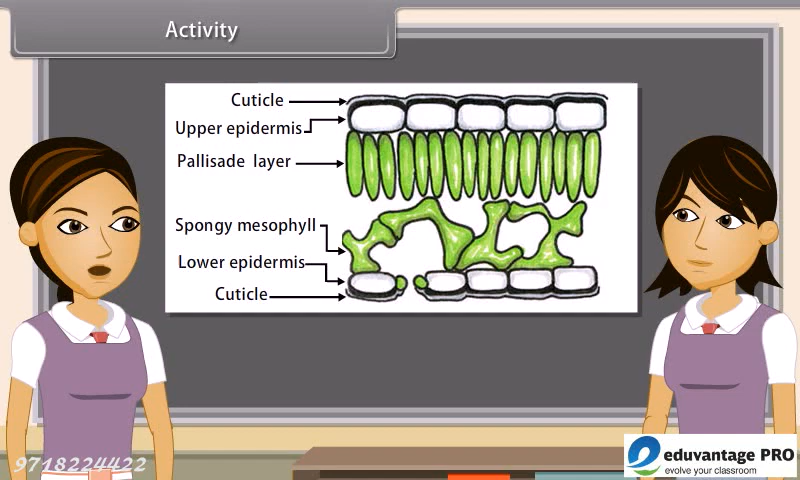 Activity
Cuticle
Upper epidermis
Pallisade layer
Spongy mesophyll
Lower epidermis
Cuticle
9718224422
eduvantage PRO
evolve your classroom